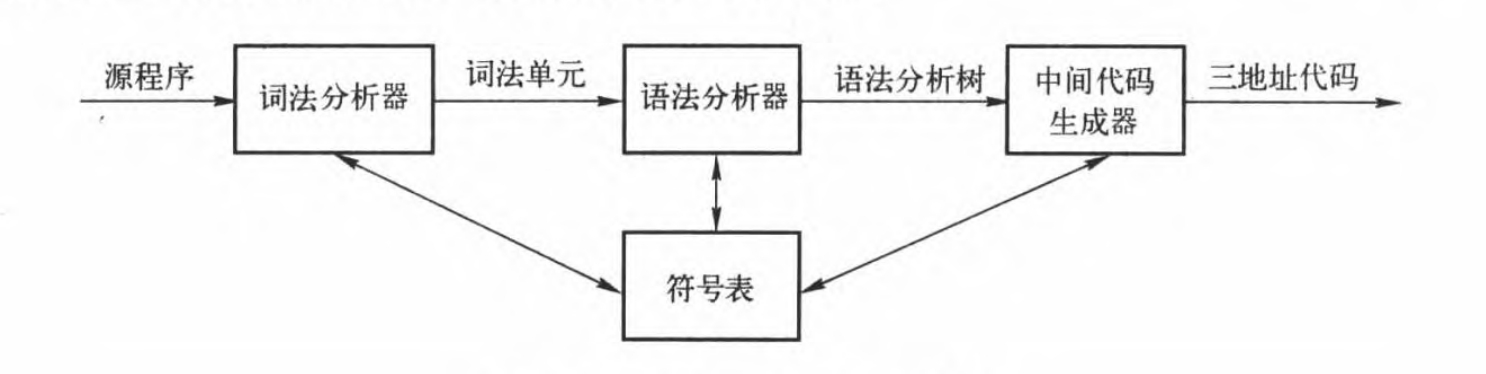 源程序
词法分析器
词法单元
语法分析器
语法分析树
中间代码
生成器
三地址代码
符号表